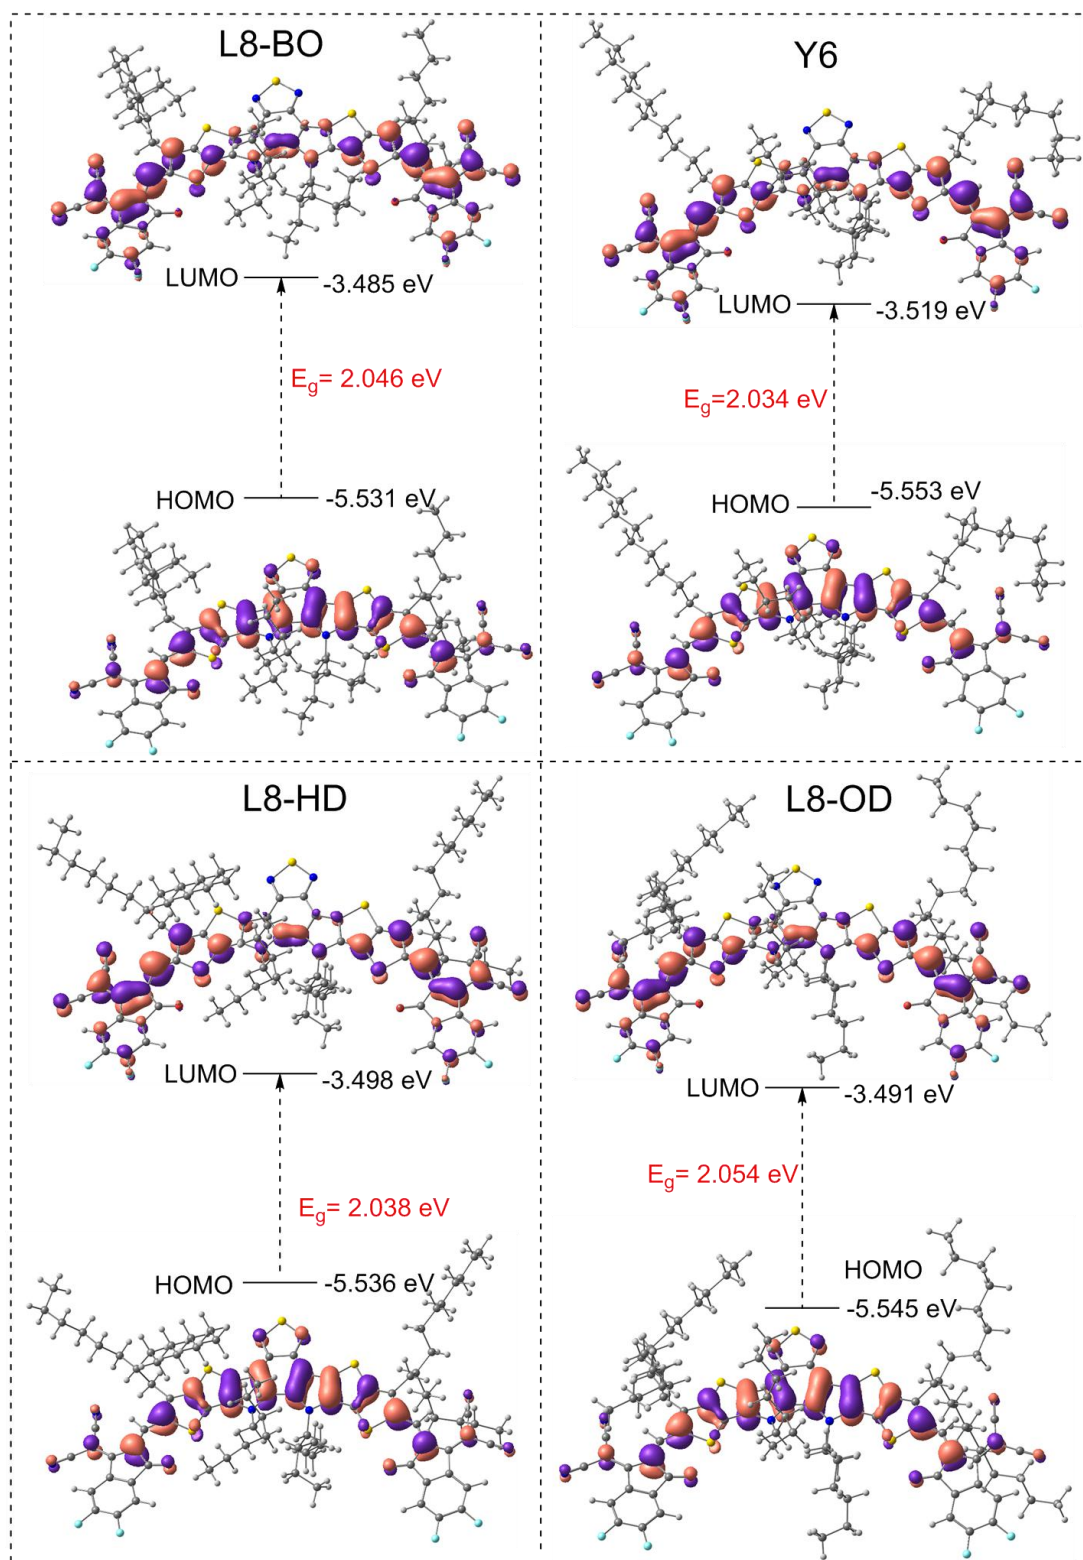 L8-BO
LUMO
-3.485 eV
Eg= 2.046 eV
HOMO
-5.531 eV
Y6
LUMO
-3.519 eV
Eg=2.034 eV
HOMO
-5.553 eV
L8-HD
LUMO
-3.498 eV
Eg= 2.038 eV
HOMO
-5.536 eV
L8-OD
LUMO
-3.491 eV
Eg= 2.054 eV
HOMO
-5.545 eV